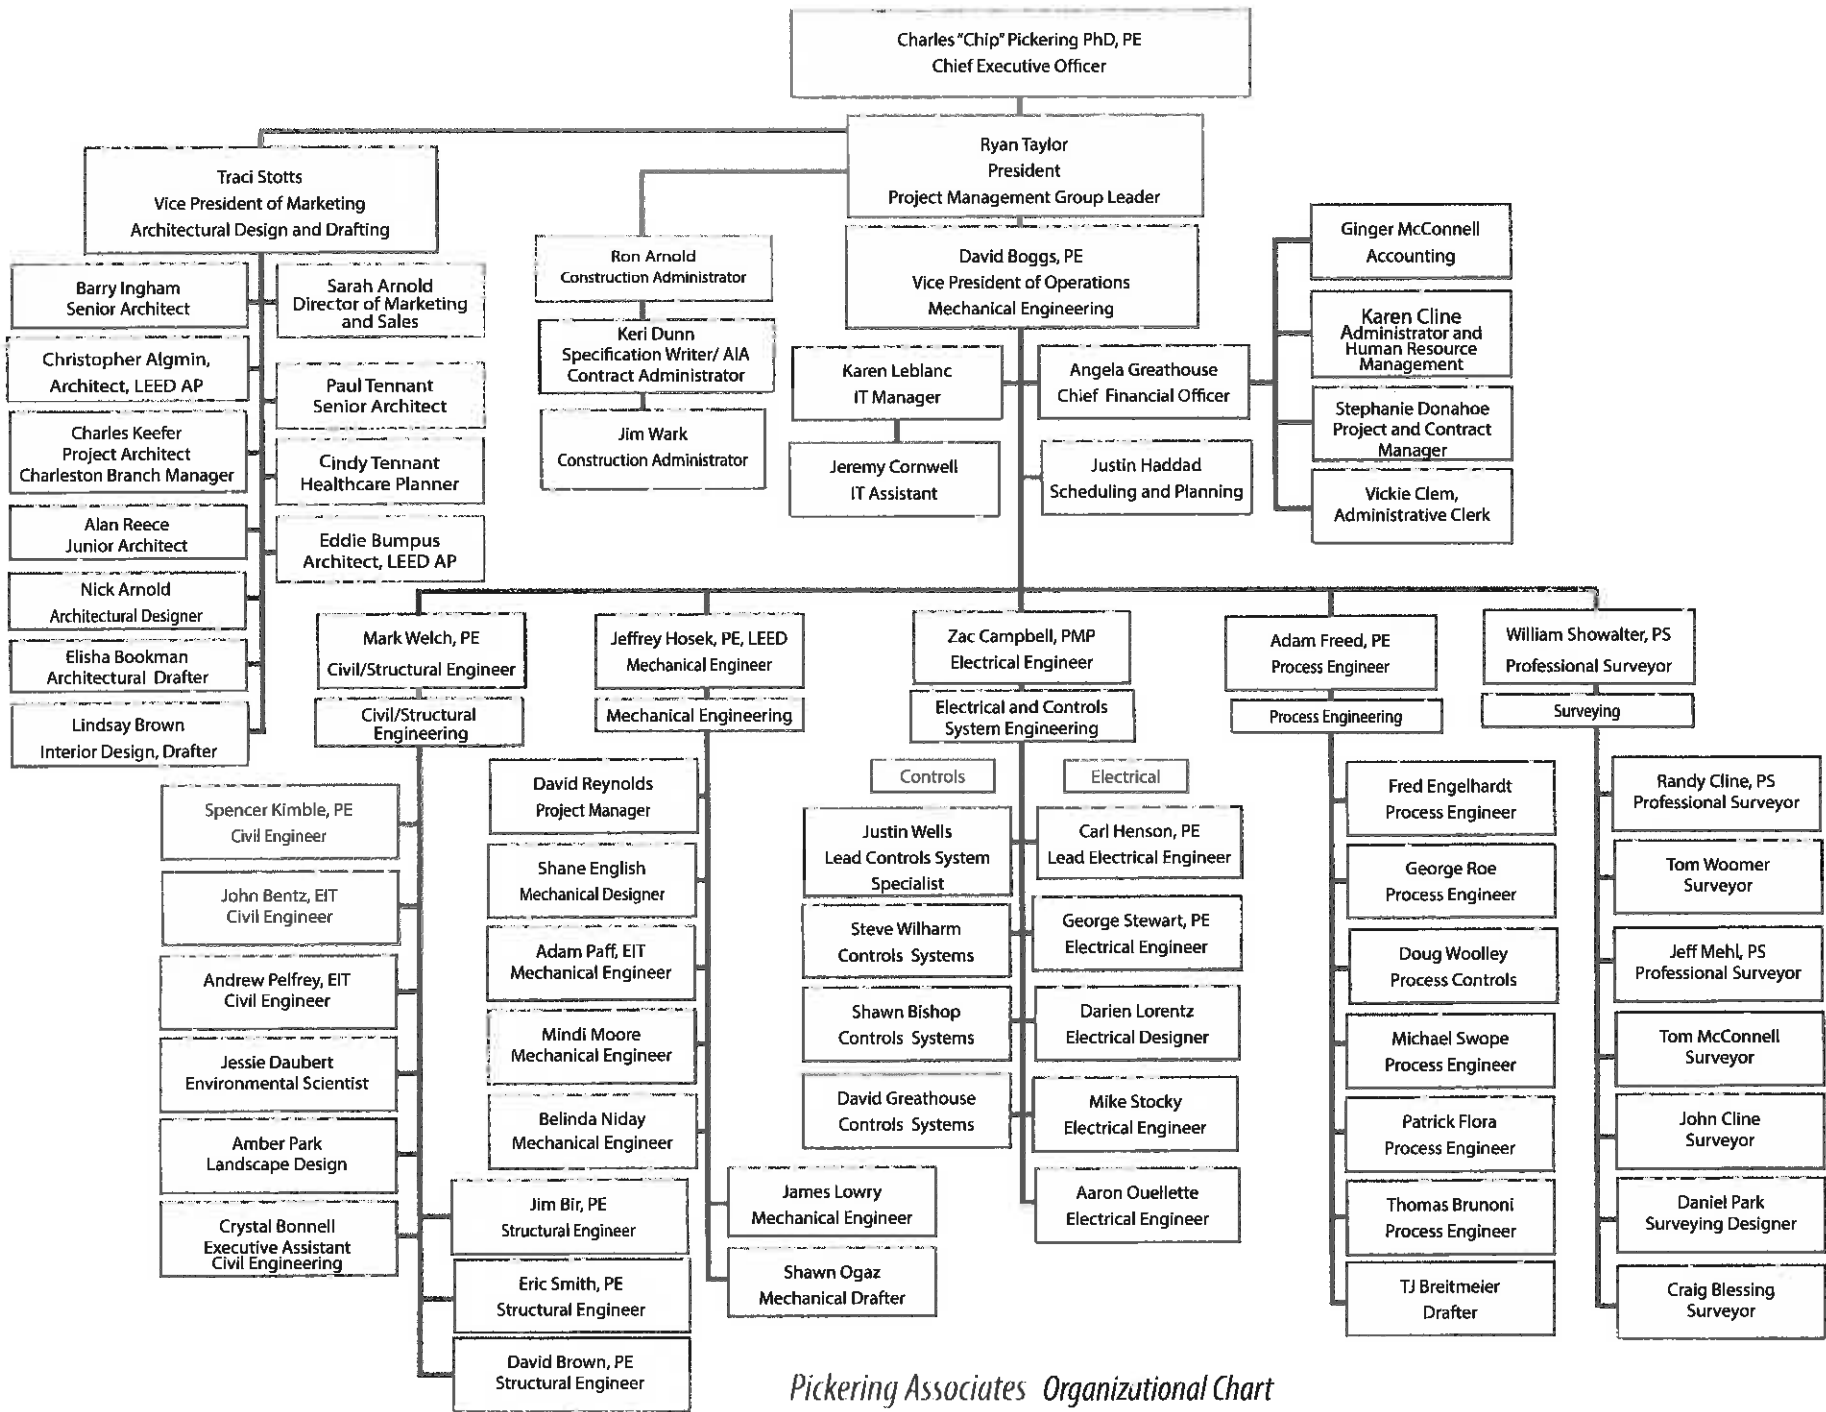 Charles "Chip" Pickering PhD, PE
Chief Executive Officer
Ryan Taylor
President
Project Management Group Leader
Traci Stotts
Vice President of Marketing
Architectural Design and Drafting
Barry Ingham
Senior Architect
Christopher Algmin,
Architect, LEED AP
Charles Keefer
Project Architect
Charleston Branch Manager
Alan Reece
Junior Architect
Nick Arnold
Architectural Designer
Elisha Bookman
Architectural Drafter
Lindsay Brown
Interior Design, Drafter
Sarah Arnold
Director of Marketing
and Sales
Paul Tennant
Senior Architect
Cindy Tennant
Healthcare Planner
Eddie Bumpus
Architect, LEED AP
Ron Arnold
Construction Administrator
Keri Dunn
Specification Writer/ AIA
Contract Administrator
Jim Wark
Construction Administrator
David Boggs, PE
Vice President of Operations
Mechanical Engineering
Karen Leblanc
IT Manager
Jeremy Cornwell
IT Assistant
Angela Greathouse
Chief Financial Officer
Justin Haddad
Scheduling and Planning
Ginger McConnell
Accounting
Karen Cline
Administrator and
Human Resource
Management
Stephanie Donahoe
Project and Contract
Manager
Vickie Clem,
Administrative Clerk
Mark Welch, PE
Civil/Structural Engineer
Civil/Structural
Engineering
Spencer Kimble, PE
Civil Engineer
John Bentz, EIT
Civil Engineer
Andrew Pelfrey, EIT
Civil Engineer
Jessie Daubert
Environmental Scientist
Amber Park
Landscape Design
Crystal Bonnell
Executive Assistant
Civil Engineering
Jim Bir, PE
Structural Engineer
Eric Smith, PE
Structural Engineer
David Brown, PE
Structural Engineer
Jeffrey Hosek, PE, LEED
Mechanical Engineer
Mechanical Engineering
David Reynolds
Project Manager
Shane English
Mechanical Designer
Adam Paff, EIT
Mechanical Engineer
Mindi Moore
Mechanical Engineer
Belinda Niday
Mechanical Engineer
James Lowry
Mechanical Engineer
Shawn Ogaz
Mechanical Drafter
Zac Campbell, PMP
Electrical Engineer
Electrical and Controls
System Engineering
Controls
Justin Wells
Lead Controls System
Specialist
Steve Wilharm
Controls Systems
Shawn Bishop
Controls Systems
David Greathouse
Controls Systems
Electrical
Carl Henson, PE
Lead Electrical Engineer
George Stewart, PE
Electrical Engineer
Darien Lorentz
Electrical Designer
Mike Stocky
Electrical Engineer
Aaron Ouellette
Electrical Engineer
Adam Freed, PE
Process Engineer
Process Engineering
Fred Engelhardt
Process Engineer
George Roe
Process Engineer
Doug Woolley
Process Controls
Michael Swope
Process Engineer
Patrick Flora
Process Engineer
Thomas Brunoni
Process Engineer
TJ Breitmeier
Drafter
William Showalter, PS
Professional Surveyor
Surveying
Randy Cline, PS
Professional Surveyor
Tom Woomer
Surveyor
Jeff Mehl, PS
Professional Surveyor
Tom McConnell
Surveyor
John Cline
Surveyor
Daniel Park
Surveying Designer
Craig Blessing
Surveyor
Pickering Associates Organizutional Chart